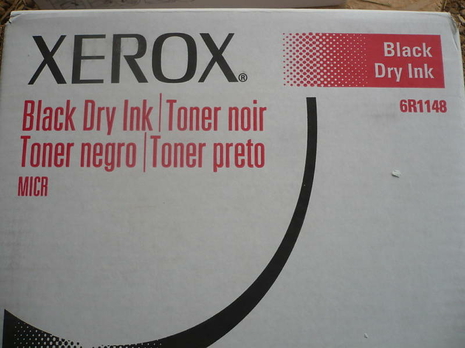 XEROX®
Black
Dry Ink
6R1148
Black Dry Ink | Toner noir
Toner negro | Toner preto
MICR